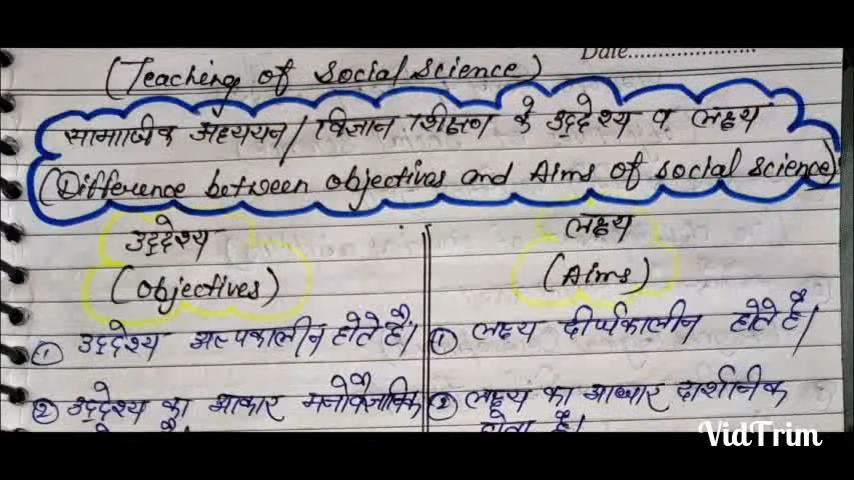 Date......................
(Teaching of Social Science)
सामाजिक अध्ययन/विज्ञान शिक्षण के उद्देश्य व लक्ष्य
(Difference between objectives and Aims of social science)
उद्देश्य
(Objectives)
① उद्देश्य अल्पकालीन होते है।
② उद्देश्य का आकार मनोवैज्ञानिक
लक्ष्य
(Aims)
① लक्ष्य दीर्घकालीन होते है।
② लक्ष्य का आधार दार्शनिक
होता है।
VidTrim